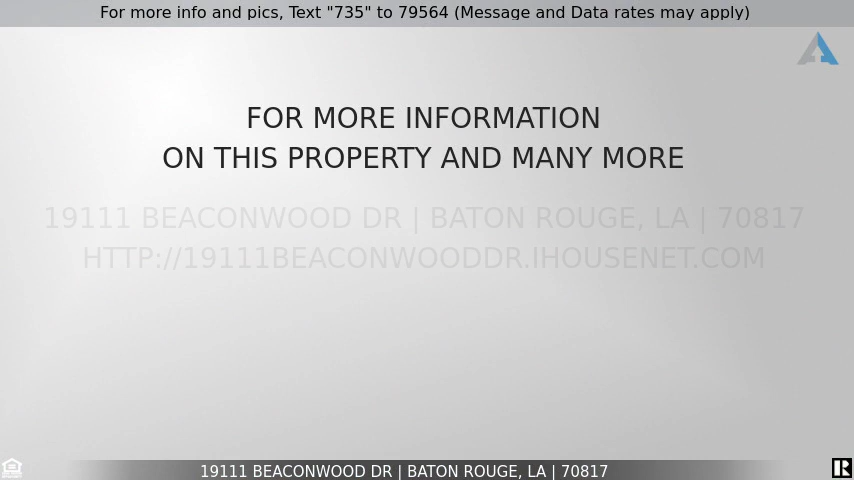 For more info and pics, Text "735" to 79564 (Message and Data rates may apply)
FOR MORE INFORMATION
ON THIS PROPERTY AND MANY MORE
19111 BEACONWOOD DR | BATON ROUGE, LA | 70817
HTTP://19111BEACONWOODDR.IHOUSENET.COM
19111 BEACONWOOD DR | BATON ROUGE, LA | 70817